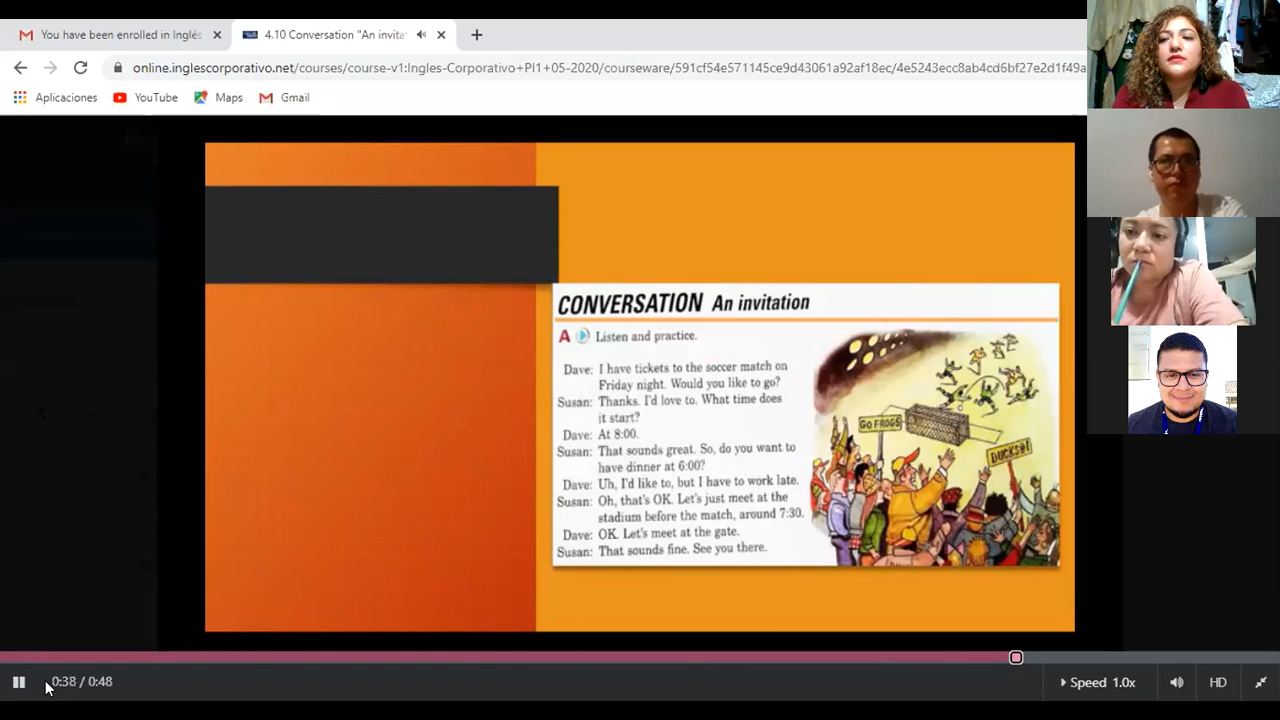 You have been enrolled in Inglés
4.10 Conversation "An invita
online.inglescorporativo.net/courses/course-v1:Ingles-Corporativo+PI1+05-2020/courseware/591cf54e571145ce9d43061a92af18ec/4e5243ecc8ab4cd6bf27e2d1f49a
Aplicaciones YouTube Maps Gmail
CONVERSATION An invitation
A Listen and practice.
Dave: I have tickets to the soccer match on
Friday night. Would you like to go?
Susan: Thanks. I'd love to. What time does
it start?
Dave: At 8:00.
Susan: That sounds great. So, do you want to
have dinner at 6:00?
Dave: Uh, I'd like to, but I have to work late.
Susan: Oh, that's OK. Let's just meet at the
stadium before the match, around 7:30.
Dave: OK. Let's meet at the gate.
Susan: That sounds fine. See you there.
GO FROGS
DUCKS#1
0:38 / 0:48
Speed 1.0x
HD